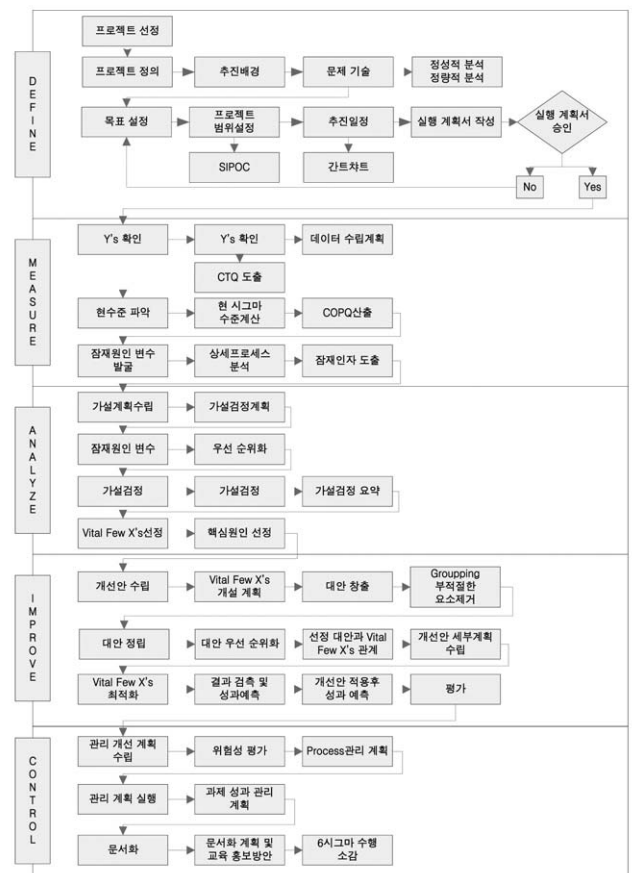 DEFINE
프로젝트 선정
프로젝트 정의
추진배경
문제 기술
정성적 분석
정량적 분석
목표 설정
프로젝트
범위설정
추진일정
실행 계획서 작성
실행 계획서
승인
SIPOC
간트챠트
No
Yes
MEASURE
Y's 확인
Y's 확인
데이터 수립계획
CTQ 도출
현수준 파악
현 시그마
수준계산
COPQ산출
잠재원인 변수
발굴
상세프로세스
분석
잠재인자 도출
ANALYZE
가설계획수립
가설검정계획
잠재원인 변수
우선 순위화
가설검정
가설검정
가설검정 요약
Vital Few X's선정
핵심원인 선정
IMPROVE
개선안 수립
Vital Few X's
개설 계획
대안 창출
Groupping
부적절한
요소제거
대안 정립
대안 우선 순위화
선정 대안과 Vital
Few X's 관계
개선안 세부계획
수립
Vital Few X's
최적화
결과 검측 및
성과예측
개선안 적용후
성과 예측
평가
CONTROL
관리 개선 계획
수립
위험성 평가
Process관리 계획
관리 계획 실행
과제 성과 관리
계획
문서화
문서화 계획 및
교육 홍보방안
6시그마 수행
소감